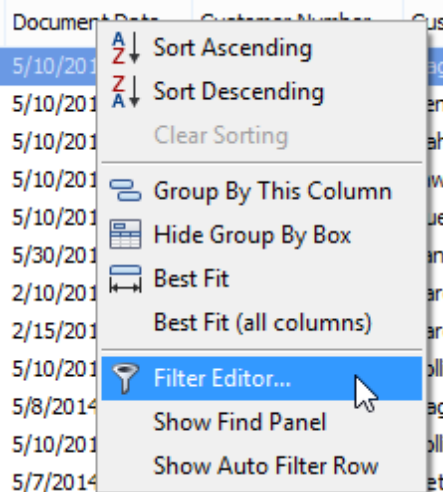 Document Date Customer Number Cus
Sort Ascending
5/10/201
Sort Descending
5/10/201
Clear Sorting
5/10/201
5/10/201
Group By This Column
5/10/201
Hide Group By Box
5/30/201
Best Fit
2/10/201
Best Fit (all columns)
2/15/201
5/10/201
Filter Editor...
5/8/2014
Show Find Panel
5/10/201
Show Auto Filter Row
5/7/2014